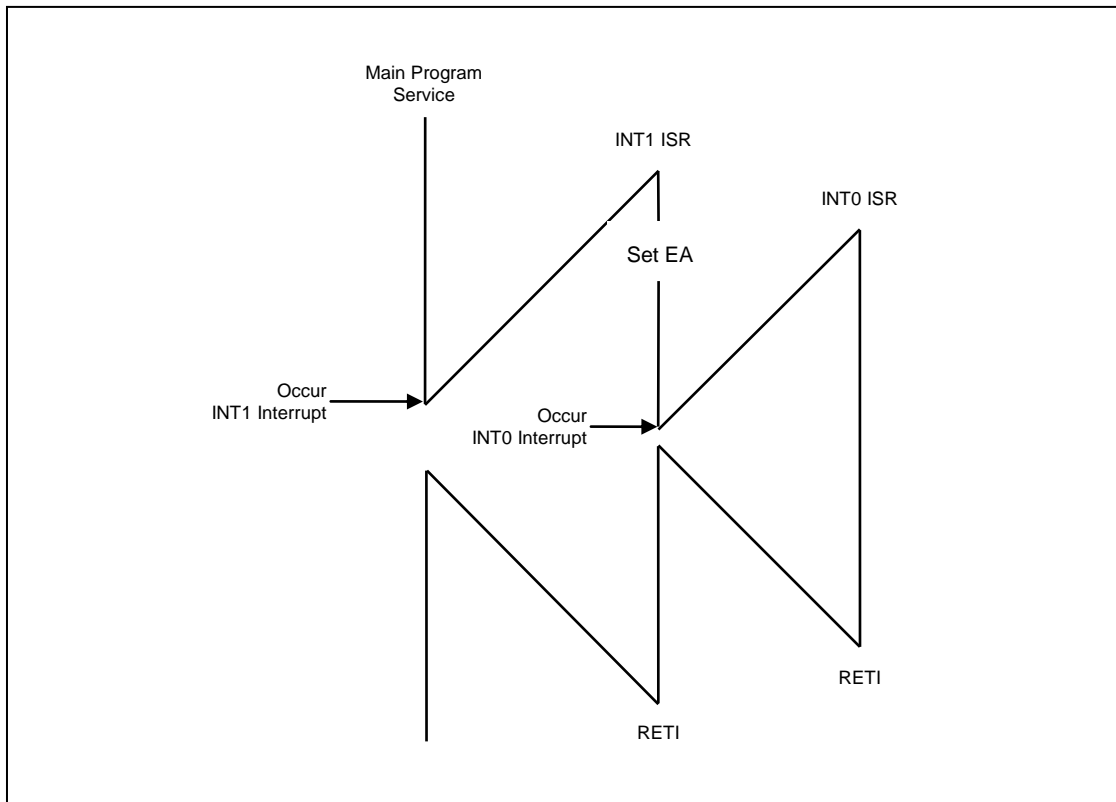 Main Program
Service
INT1 ISR
INT0 ISR
Set EA
Occur
INT1 Interrupt
Occur
INT0 Interrupt
RETI
RETI